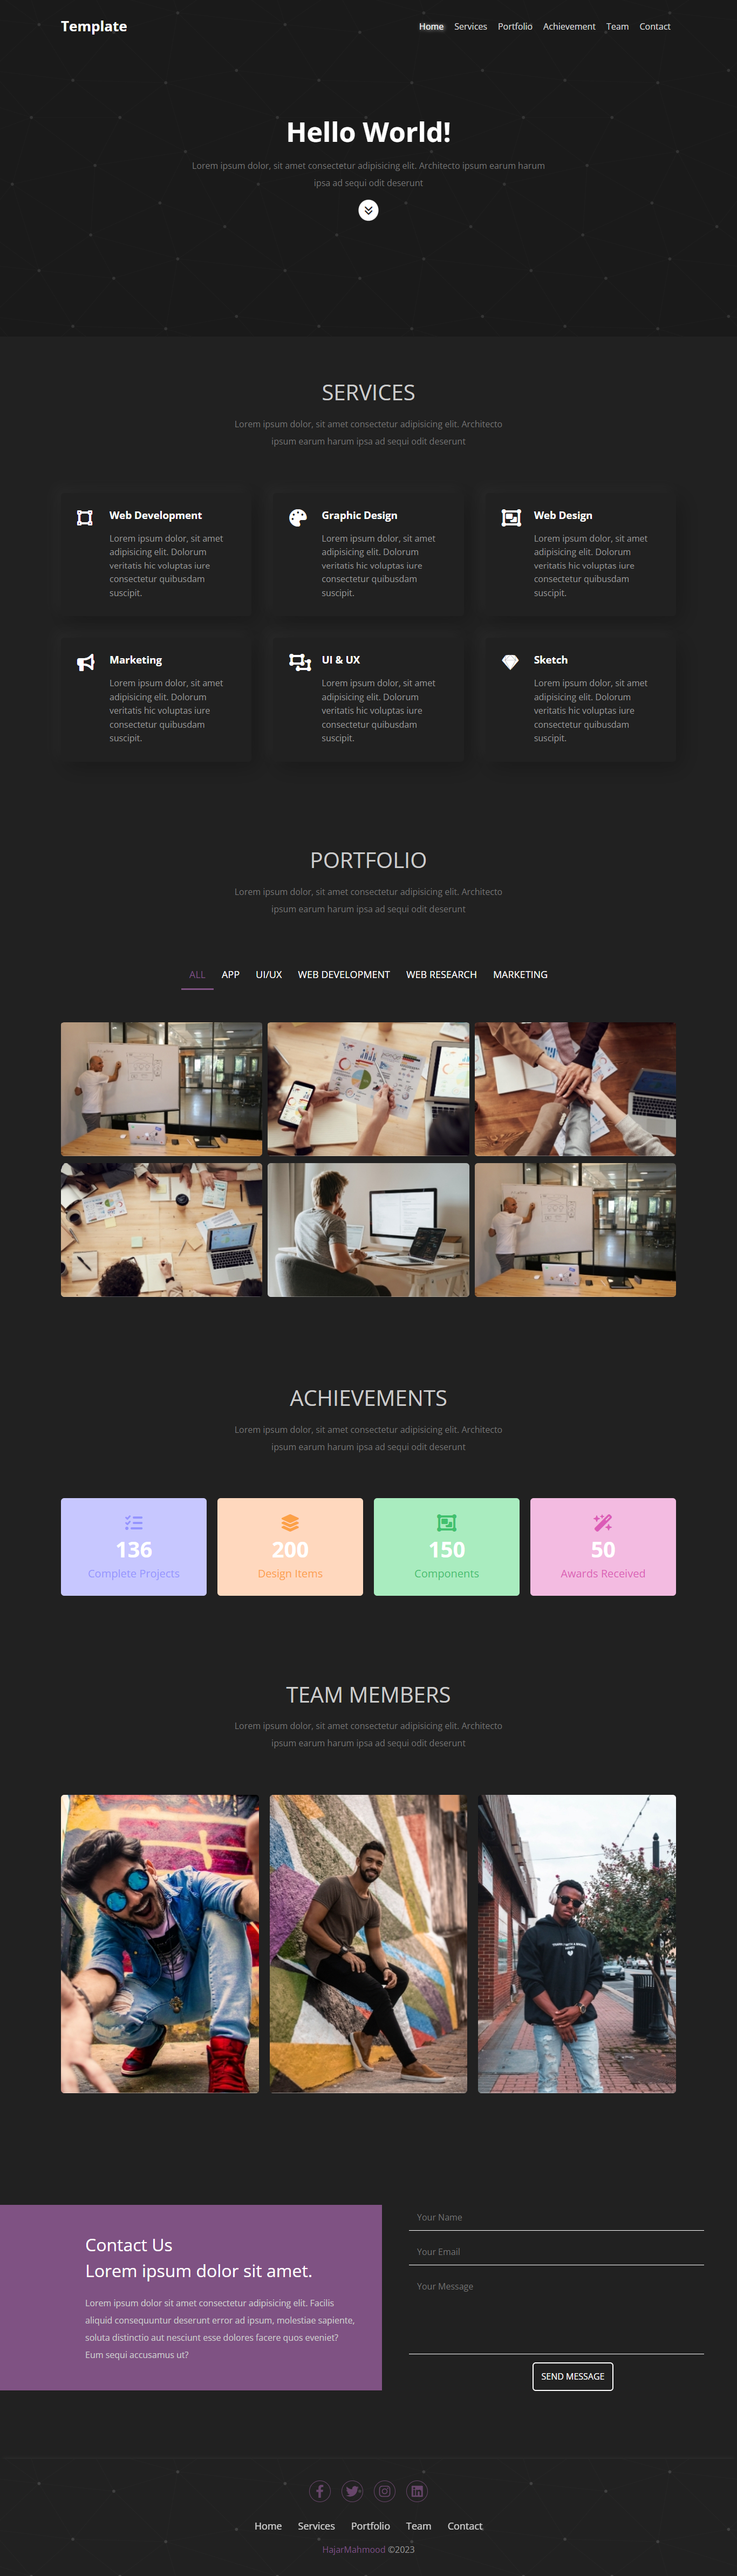 Template
Home Services Portfolio Achievement Team Contact
Hello World!
Lorem ipsum dolor, sit amet consectetur adipisicing elit. Architecto ipsum earum harum
ipsa ad sequi odit deserunt
SERVICES
Lorem ipsum dolor, sit amet consectetur adipisicing elit. Architecto
ipsum earum harum ipsa ad sequi odit deserunt
Web Development
Lorem ipsum dolor, sit amet
adipisicing elit. Dolorum
veritatis hic voluptas iure
consectetur quibusdam
suscipit.
Graphic Design
Lorem ipsum dolor, sit amet
adipisicing elit. Dolorum
veritatis hic voluptas iure
consectetur quibusdam
suscipit.
Web Design
Lorem ipsum dolor, sit amet
adipisicing elit. Dolorum
veritatis hic voluptas iure
consectetur quibusdam
suscipit.
Marketing
Lorem ipsum dolor, sit amet
adipisicing elit. Dolorum
veritatis hic voluptas iure
consectetur quibusdam
suscipit.
UI & UX
Lorem ipsum dolor, sit amet
adipisicing elit. Dolorum
veritatis hic voluptas iure
consectetur quibusdam
suscipit.
Sketch
Lorem ipsum dolor, sit amet
adipisicing elit. Dolorum
veritatis hic voluptas iure
consectetur quibusdam
suscipit.
PORTFOLIO
Lorem ipsum dolor, sit amet consectetur adipisicing elit. Architecto
ipsum earum harum ipsa ad sequi odit deserunt
ALL APP UI/UX WEB DEVELOPMENT WEB RESEARCH MARKETING
ACHIEVEMENTS
Lorem ipsum dolor, sit amet consectetur adipisicing elit. Architecto
ipsum earum harum ipsa ad sequi odit deserunt
136
Complete Projects
200
Design Items
150
Components
50
Awards Received
TEAM MEMBERS
Lorem ipsum dolor, sit amet consectetur adipisicing elit. Architecto
ipsum earum harum ipsa ad sequi odit deserunt
Contact Us
Lorem ipsum dolor sit amet.
Lorem ipsum dolor sit amet consectetur adipisicing elit. Facilis
aliquid consequuntur deserunt error ad ipsum, molestiae sapiente,
soluta distinctio aut nesciunt esse dolores facere quos eveniet?
Eum sequi accusamus ut?
Your Name
Your Email
Your Message
SEND MESSAGE
Home Services Portfolio Team Contact
HajarMahmood ©2023